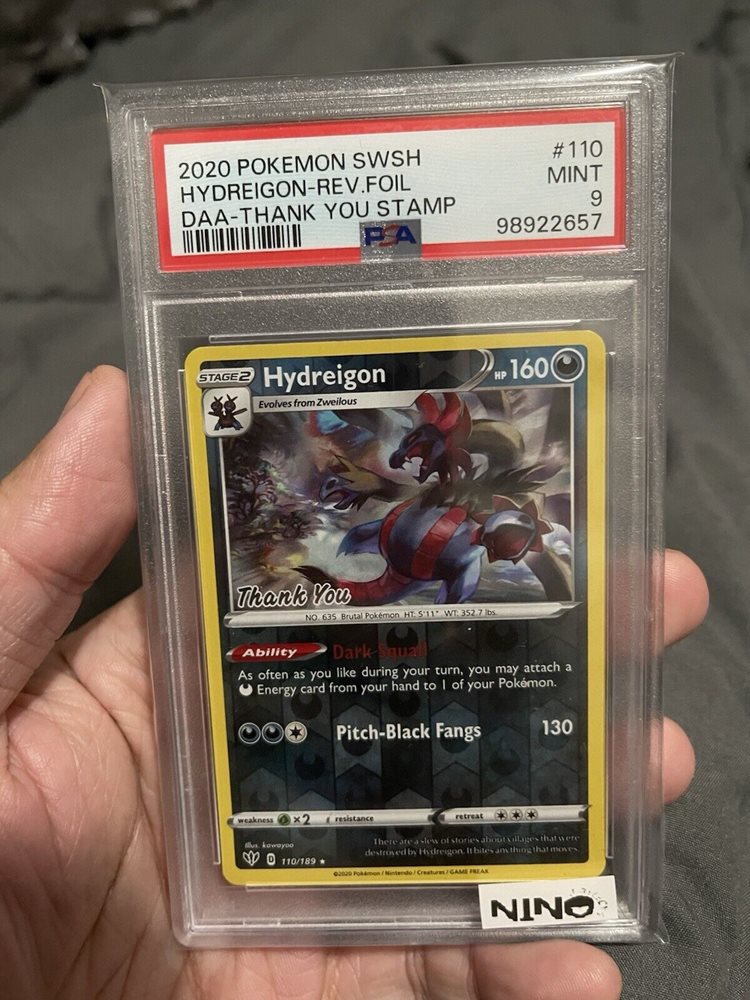 2020 POKEMON SWSH #110
HYDREIGON-REV.FOIL MINT
DAA-THANK YOU STAMP 9
PSA 98922657
STAGE 2 Hydreigon HP 160
Evolves from Zweilous
Thank You
NO. 635 Brutal Pokémon HT: 5'11" WT: 352.7 lbs.
Ability Dark Squall
As often as you like during your turn, you may attach a
Energy card from your hand to 1 of your Pokémon.
Pitch-Black Fangs 130
weakness ×2 resistance retreat
Illus. kawayoo
There are a slew of stories about villages that were
destroyed by Hydreigon. It bites anything that moves.
D 110/189 ★
©2020 Pokémon / Nintendo / Creatures / GAME FREAK